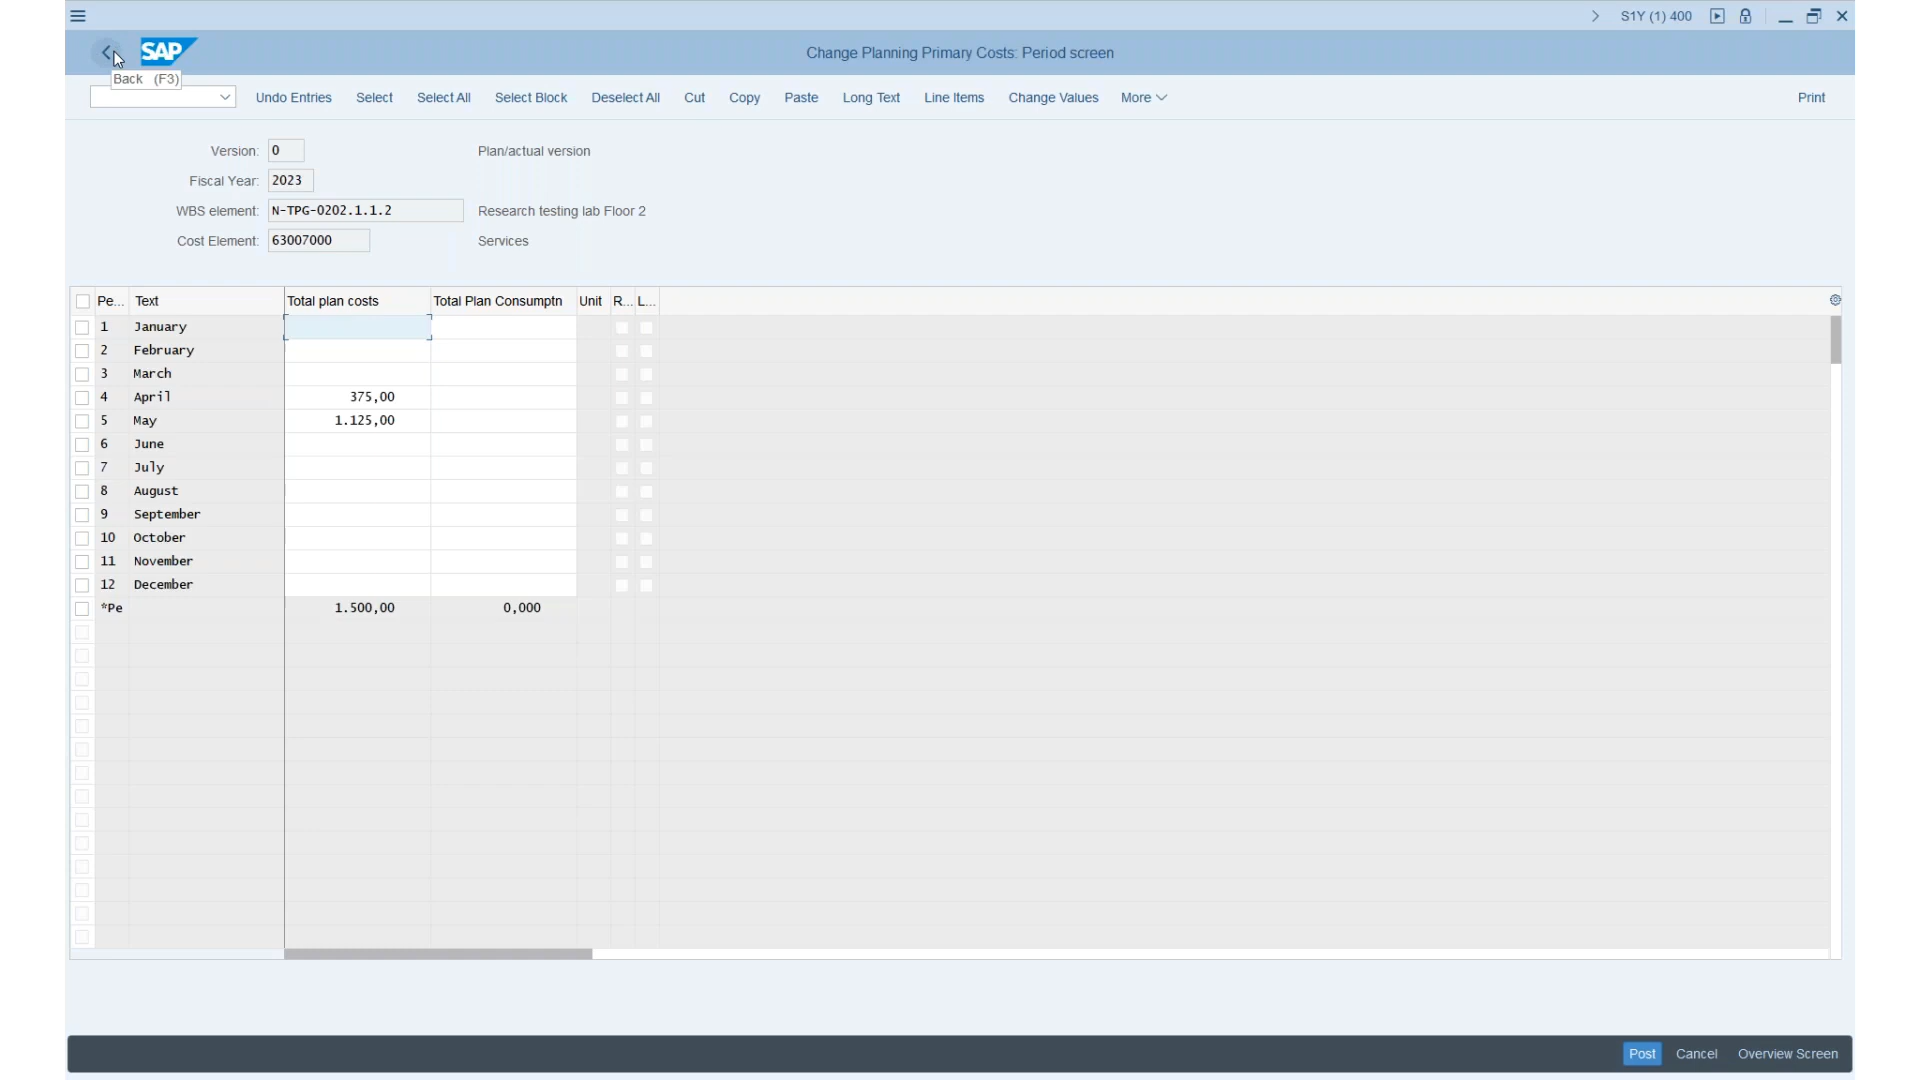 S1Y (1) 400
SAP
Change Planning Primary Costs: Period screen
Back (F3)
Undo Entries Select Select All Select Block Deselect All Cut Copy Paste Long Text Line Items Change Values More Print
Version: 0 Plan/actual version
Fiscal Year: 2023
WBS element: N-TPG-0202.1.1.2 Research testing lab Floor 2
Cost Element: 63007000 Services
Pe... Text Total plan costs Total Plan Consumptn Unit R... L...
1 January
2 February
3 March
4 April 375,00
5 May 1.125,00
6 June
7 July
8 August
9 September
10 October
11 November
12 December
*Pe 1.500,00 0,000
Post Cancel Overview Screen